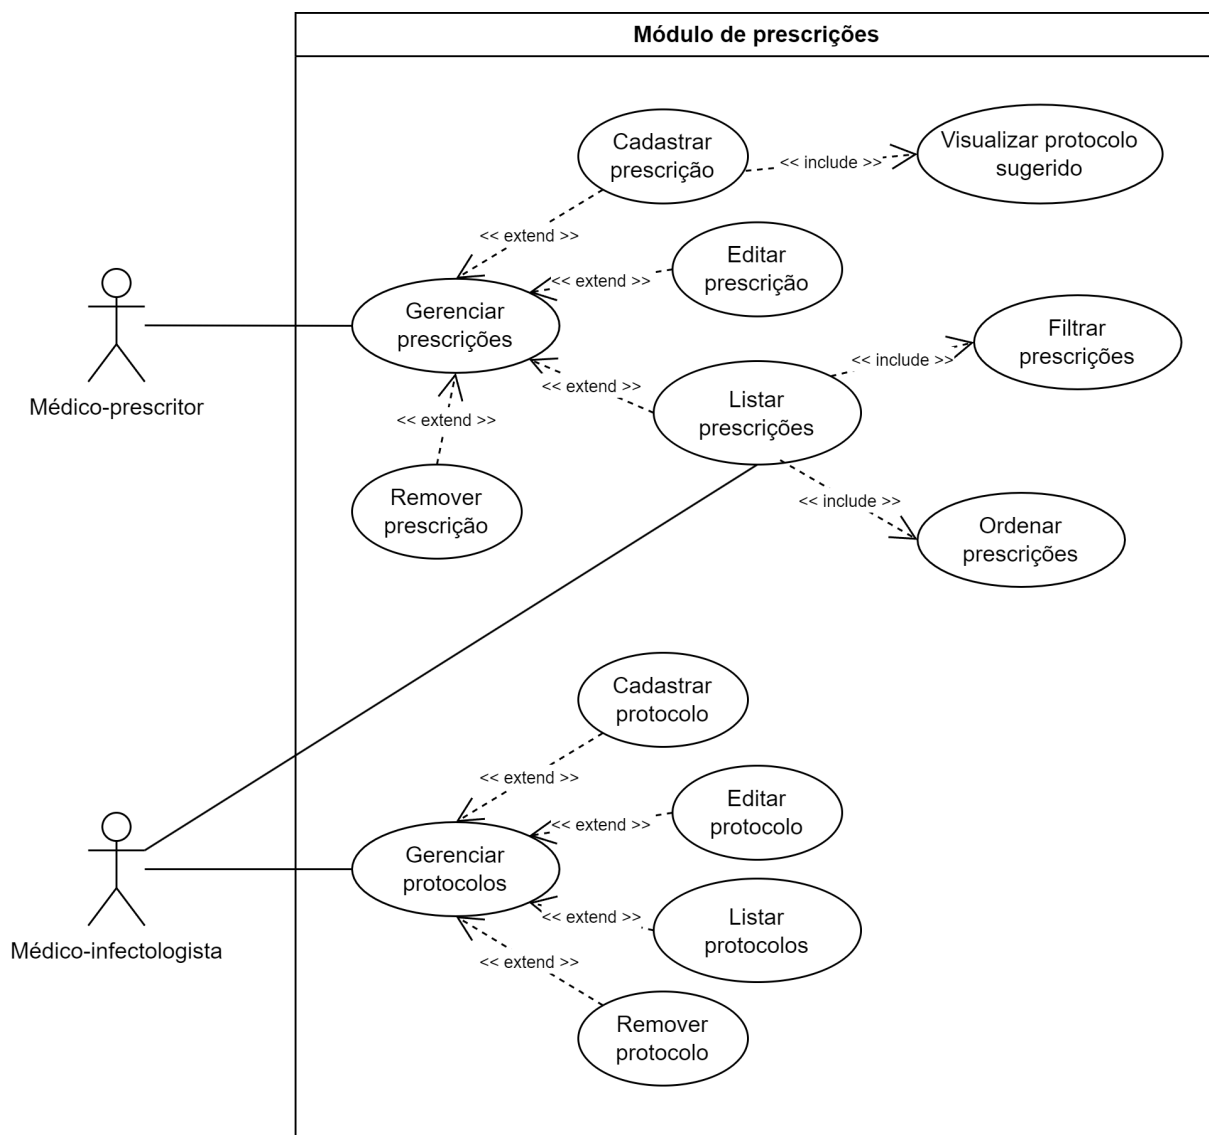 Módulo de prescrições
Cadastrar
prescrição
<< include >>
Visualizar protocolo
sugerido
<< extend >>
Editar
prescrição
<< extend >>
Gerenciar
prescrições
Médico-prescritor
Filtrar
prescrições
<< include >>
<< extend >>
Listar
prescrições
<< extend >>
Remover
prescrição
<< include >>
Ordenar
prescrições
Cadastrar
protocolo
<< extend >>
Editar
protocolo
<< extend >>
Gerenciar
protocolos
Médico-infectologista
<< extend >>
Listar
protocolos
<< extend >>
Remover
protocolo